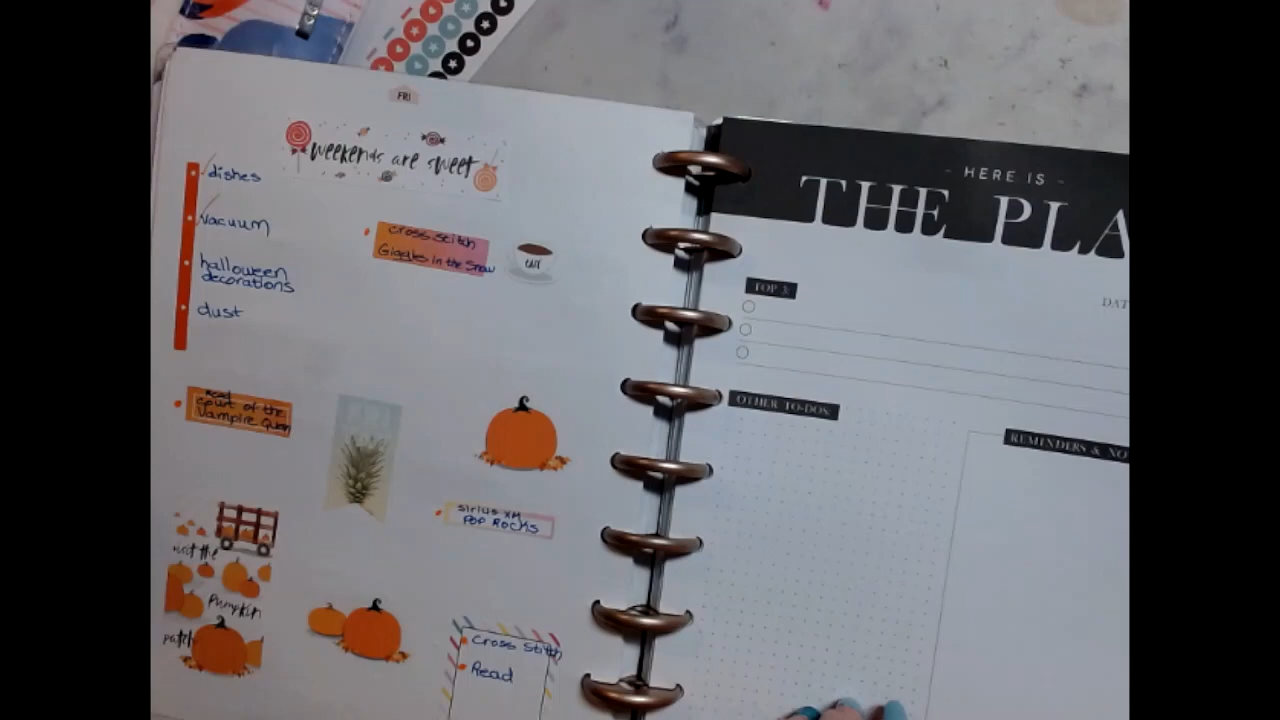 FRI
weekends are sweet
dishes
vacuum
halloween
decorations
dust
cross stitch
Giggles in the Snow
Read
court of the
Vampire Queen
sirius XM
POP ROCKS
visit the
pumpkin
patch
cross stitch
Read
- HERE IS -
THE PLA
TOP 3:
DAT
OTHER TO-DOS:
REMINDERS & NO